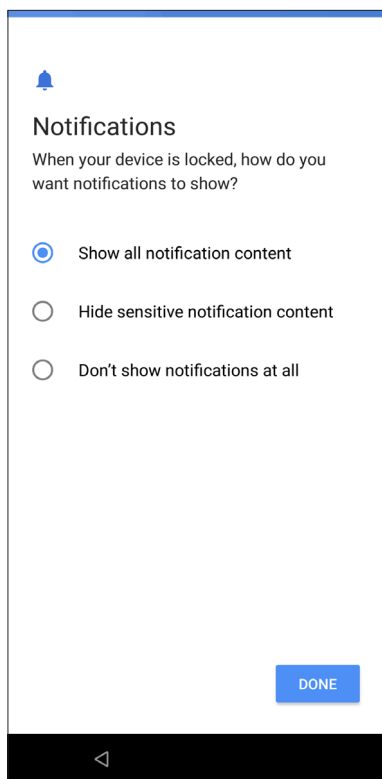 Notifications
When your device is locked, how do you
want notifications to show?
Show all notification content
Hide sensitive notification content
Don’t show notifications at all
DONE